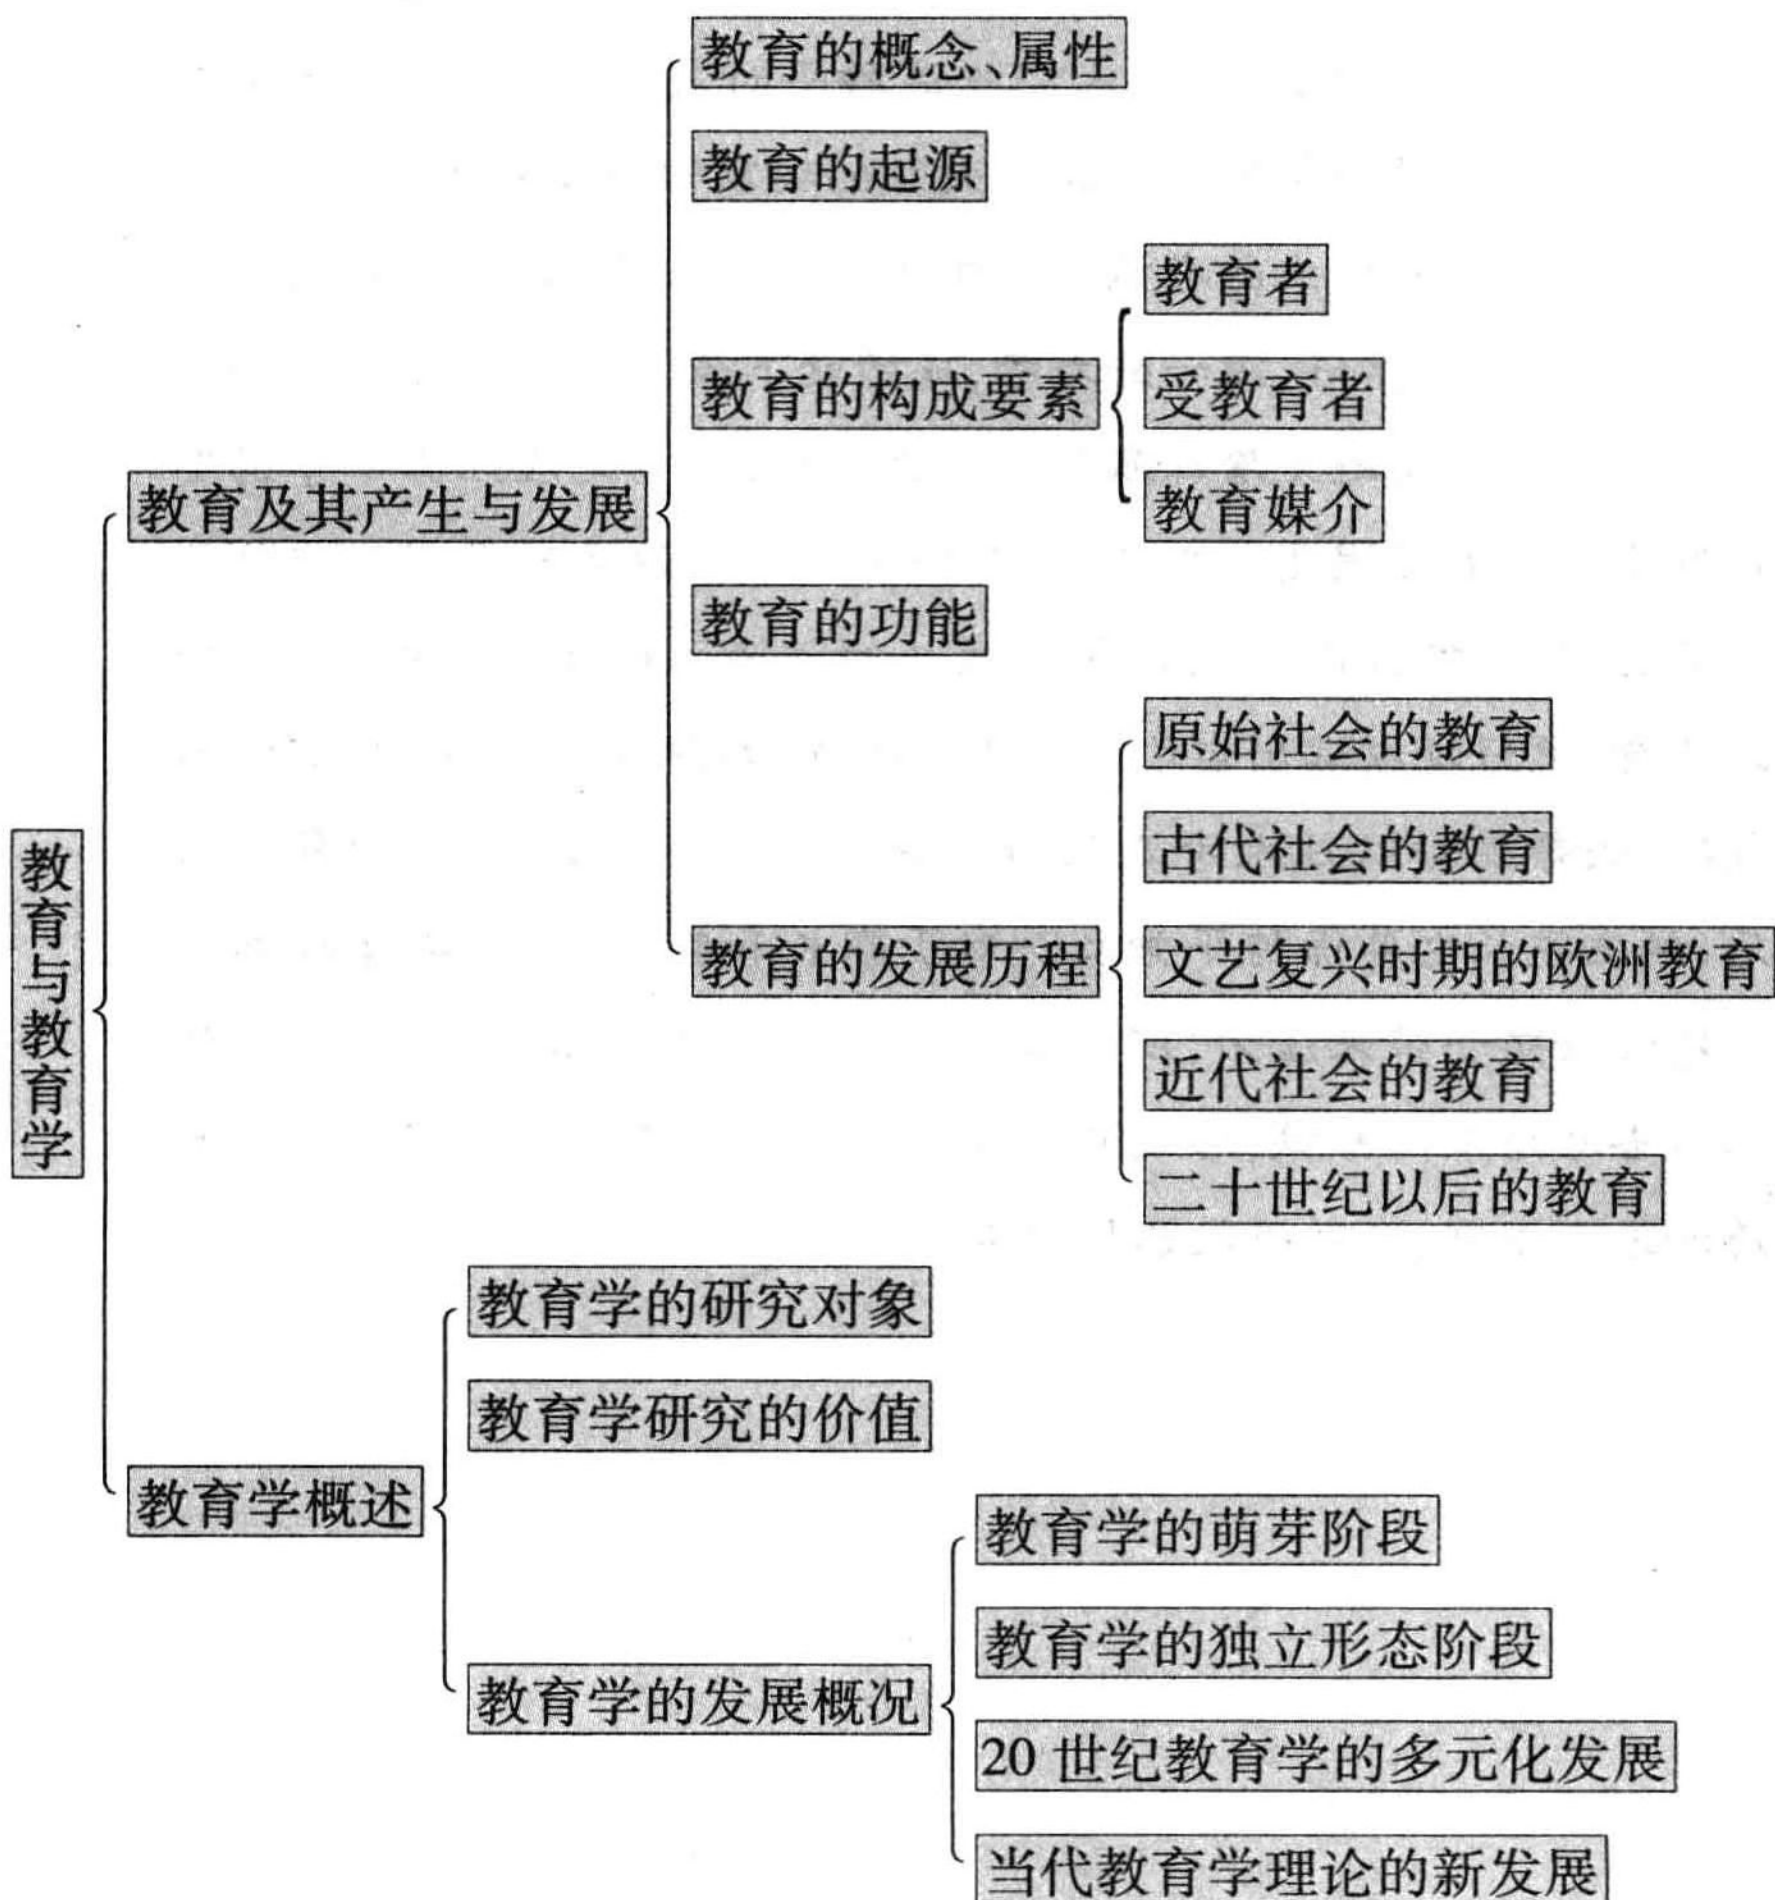 教育与教育学
教育及其产生与发展
教育的概念、属性
教育的起源
教育的构成要素
教育者
受教育者
教育媒介
教育的功能
教育的发展历程
原始社会的教育
古代社会的教育
文艺复兴时期的欧洲教育
近代社会的教育
二十世纪以后的教育
教育学概述
教育学的研究对象
教育学研究的价值
教育学的发展概况
教育学的萌芽阶段
教育学的独立形态阶段
20 世纪教育学的多元化发展
当代教育学理论的新发展